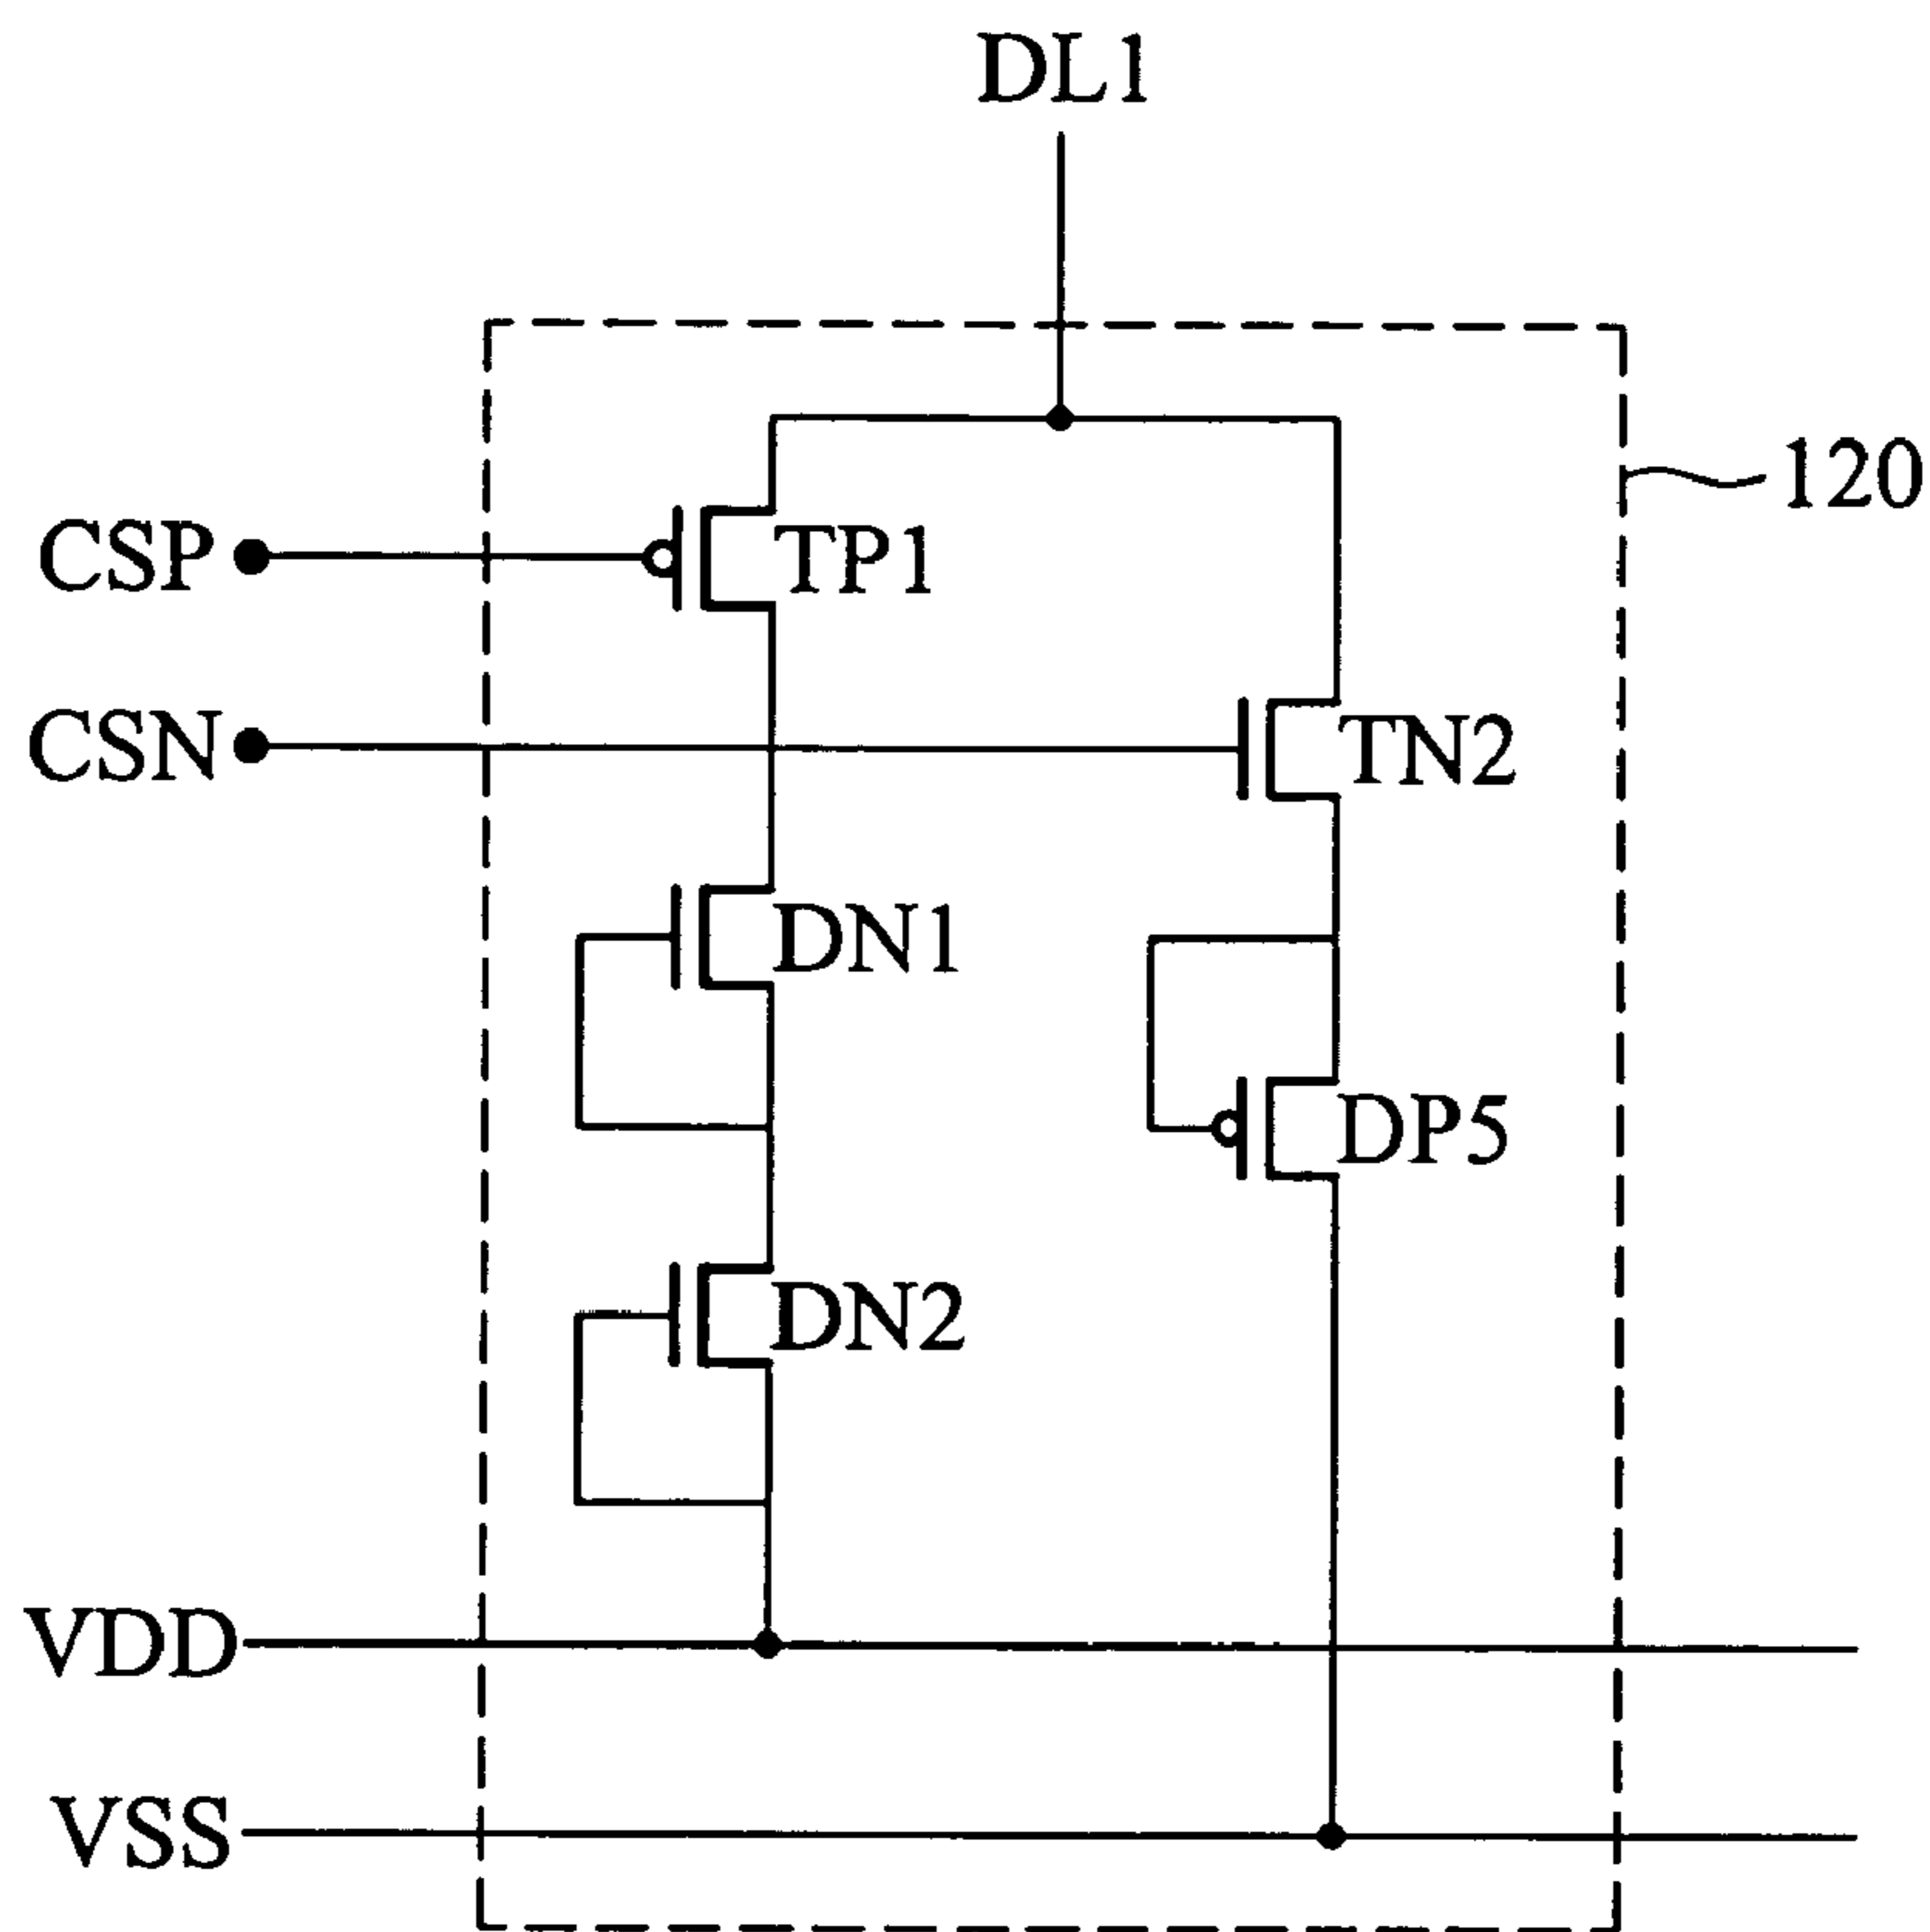 DL1
120
CSP
TP1
CSN
TN2
DN1
DP5
DN2
VDD
VSS